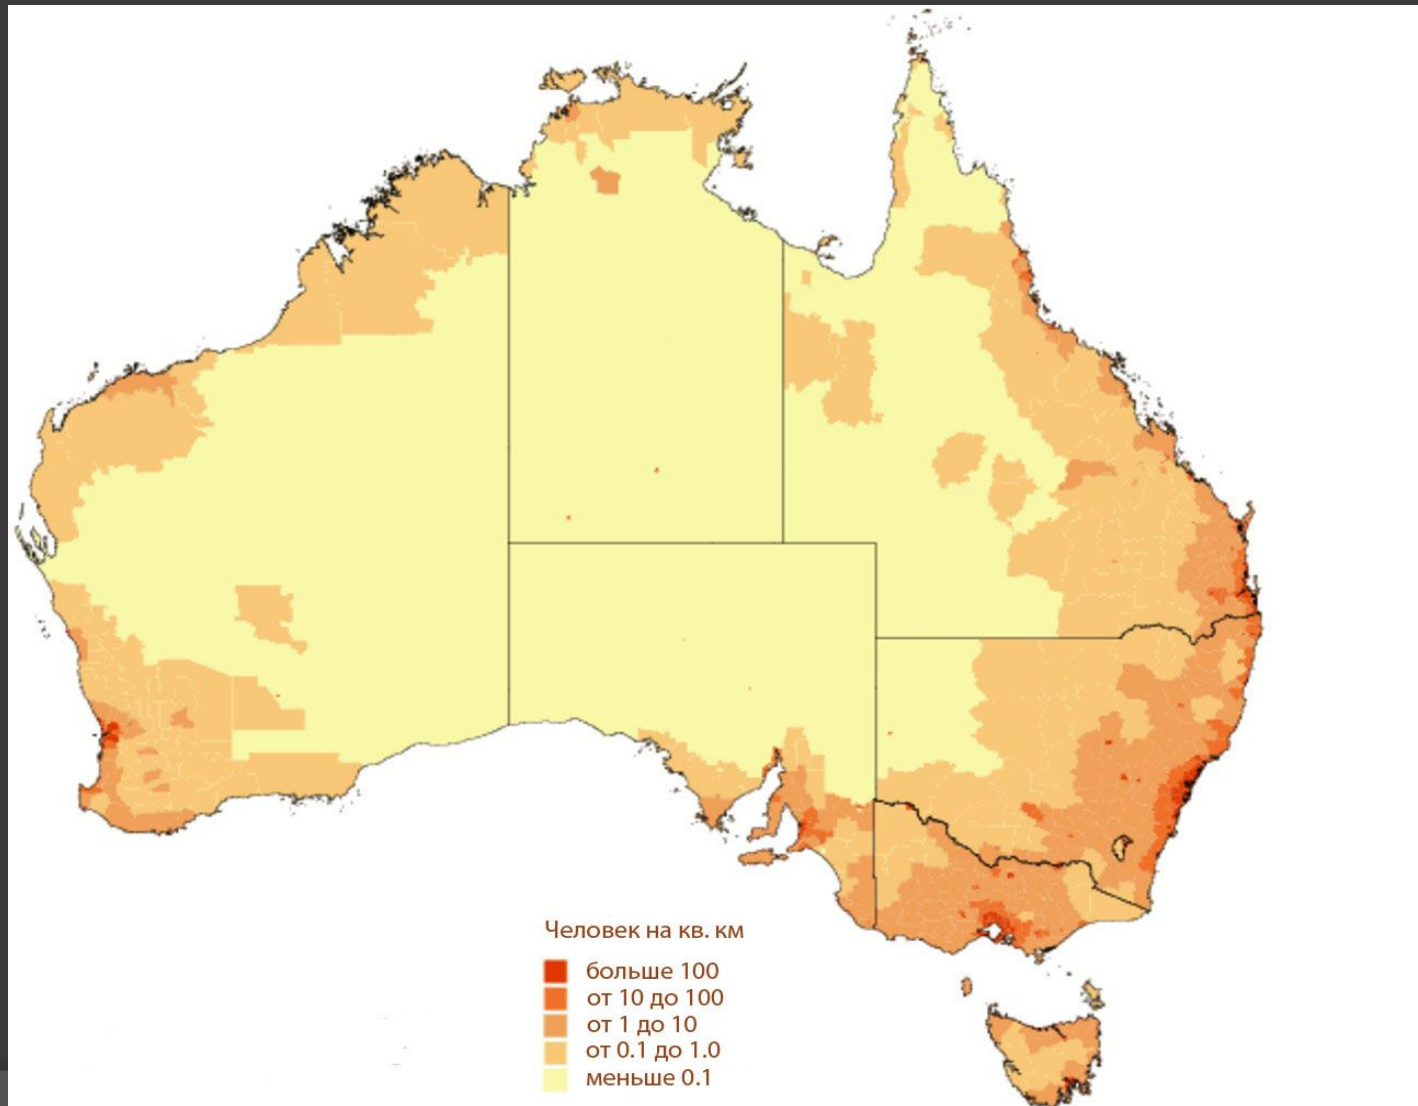 Человек на кв. км
больше 100
от 10 до 100
от 1 до 10
от 0.1 до 1.0
меньше 0.1